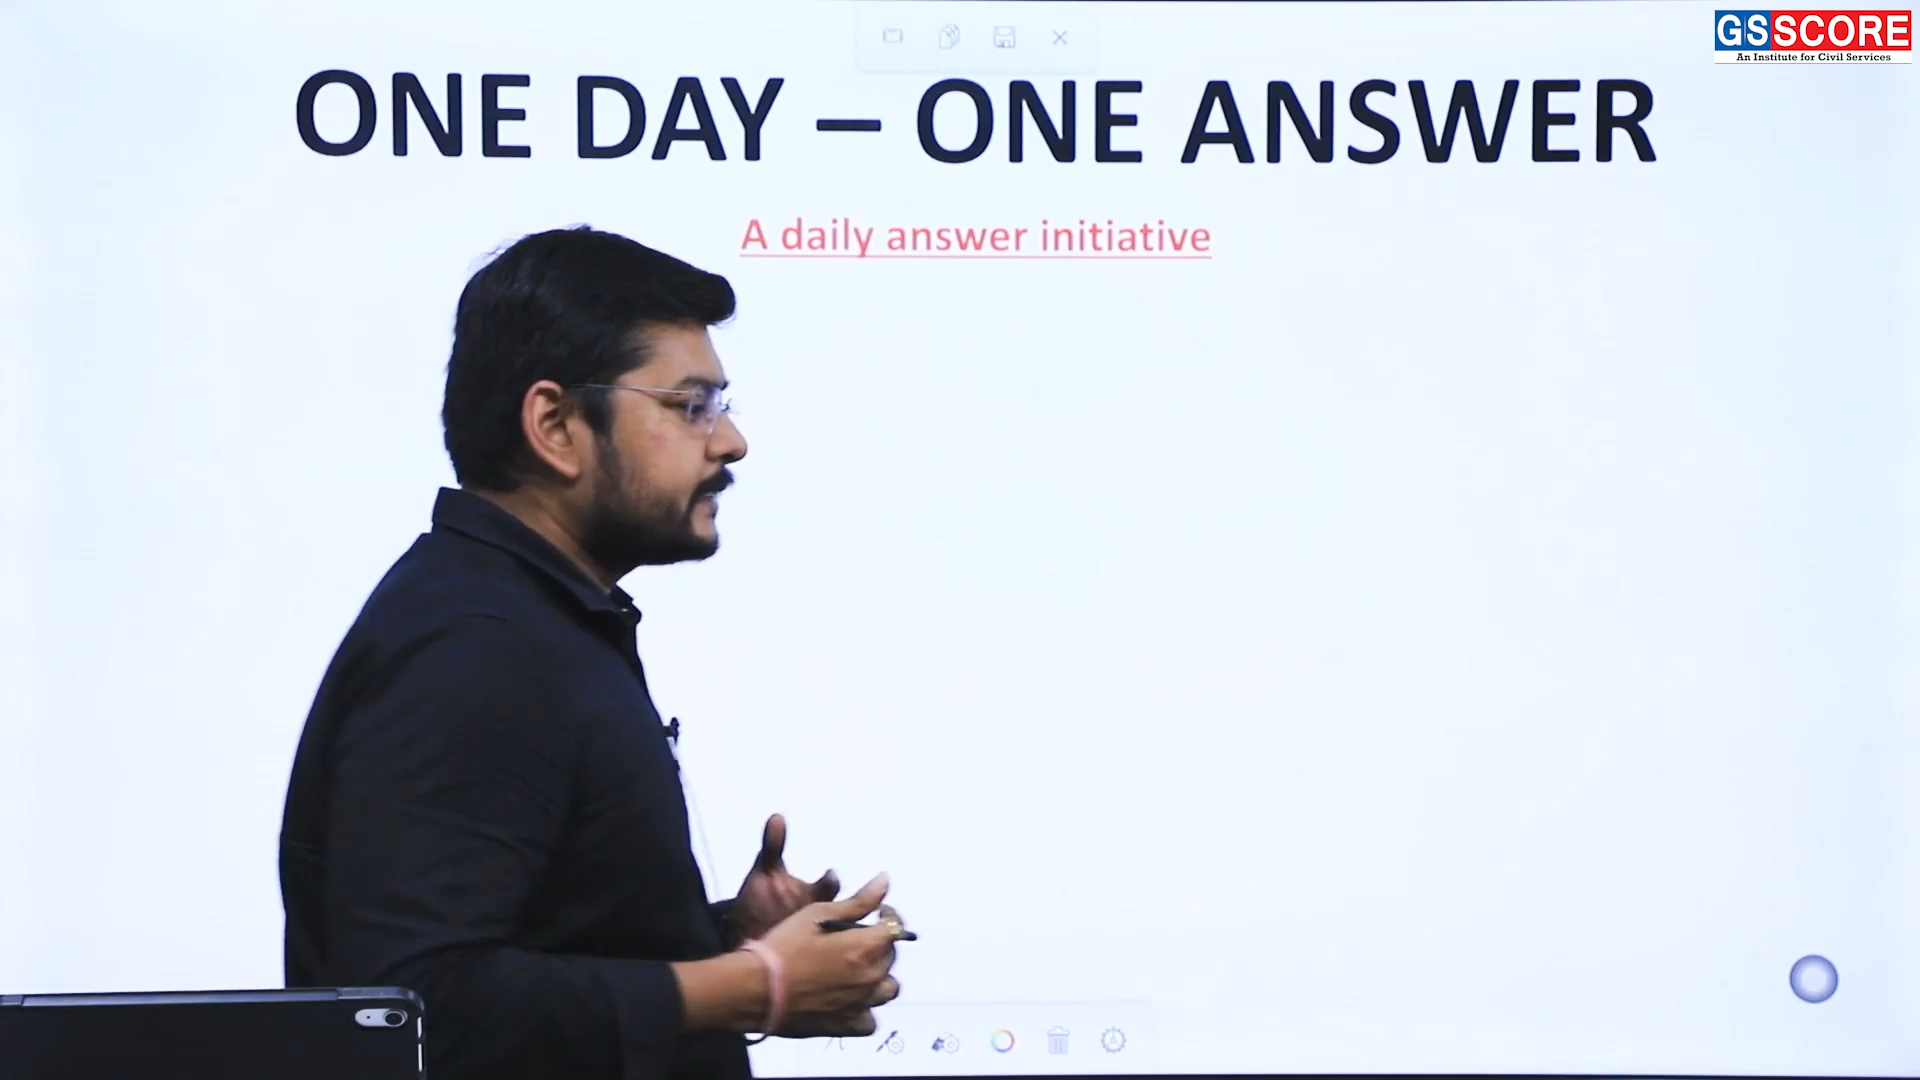 GSSCORE
An Institute for Civil Services
ONE DAY – ONE ANSWER
A daily answer initiative